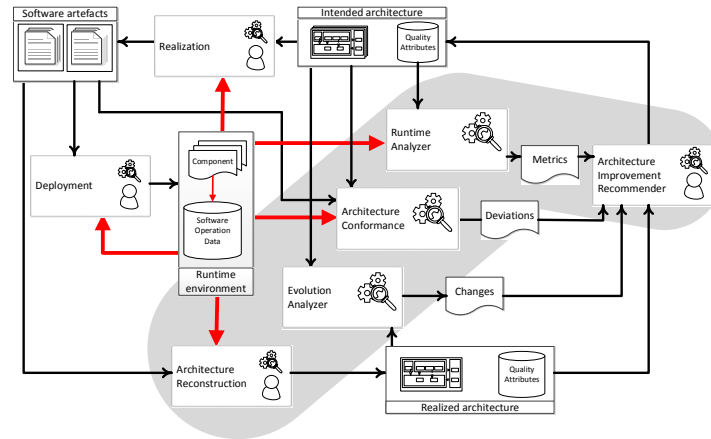 Software artefacts
Intended architecture
Quality
Attributes
Realization
Runtime
Analyzer
Metrics
Architecture
Improvement
Recommender
Component
Deployment
Software
Operation
Data
Architecture
Conformance
Deviations
Runtime
environment
Evolution
Analyzer
Changes
Architecture
Reconstruction
Quality
Attributes
Realized architecture